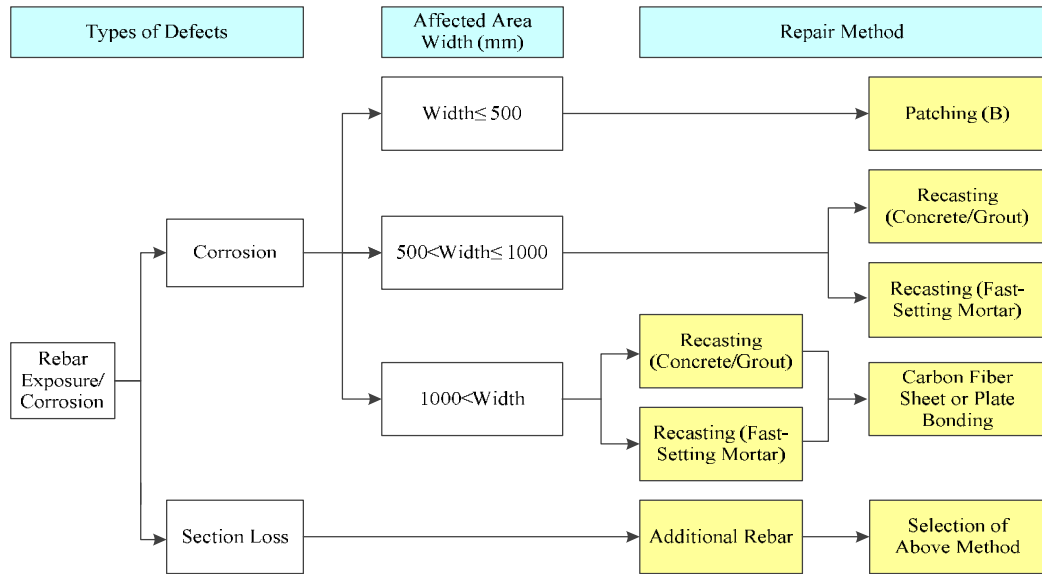 Types of Defects
Affected Area
Width (mm)
Repair Method
Width≤ 500
Patching (B)
Recasting
(Concrete/Grout)
Corrosion
500<Width≤ 1000
Recasting (Fast-
Setting Mortar)
Rebar
Exposure/
Corrosion
1000<Width
Recasting
(Concrete/Grout)
Recasting (Fast-
Setting Mortar)
Carbon Fiber
Sheet or Plate
Bonding
Section Loss
Additional Rebar
Selection of
Above Method